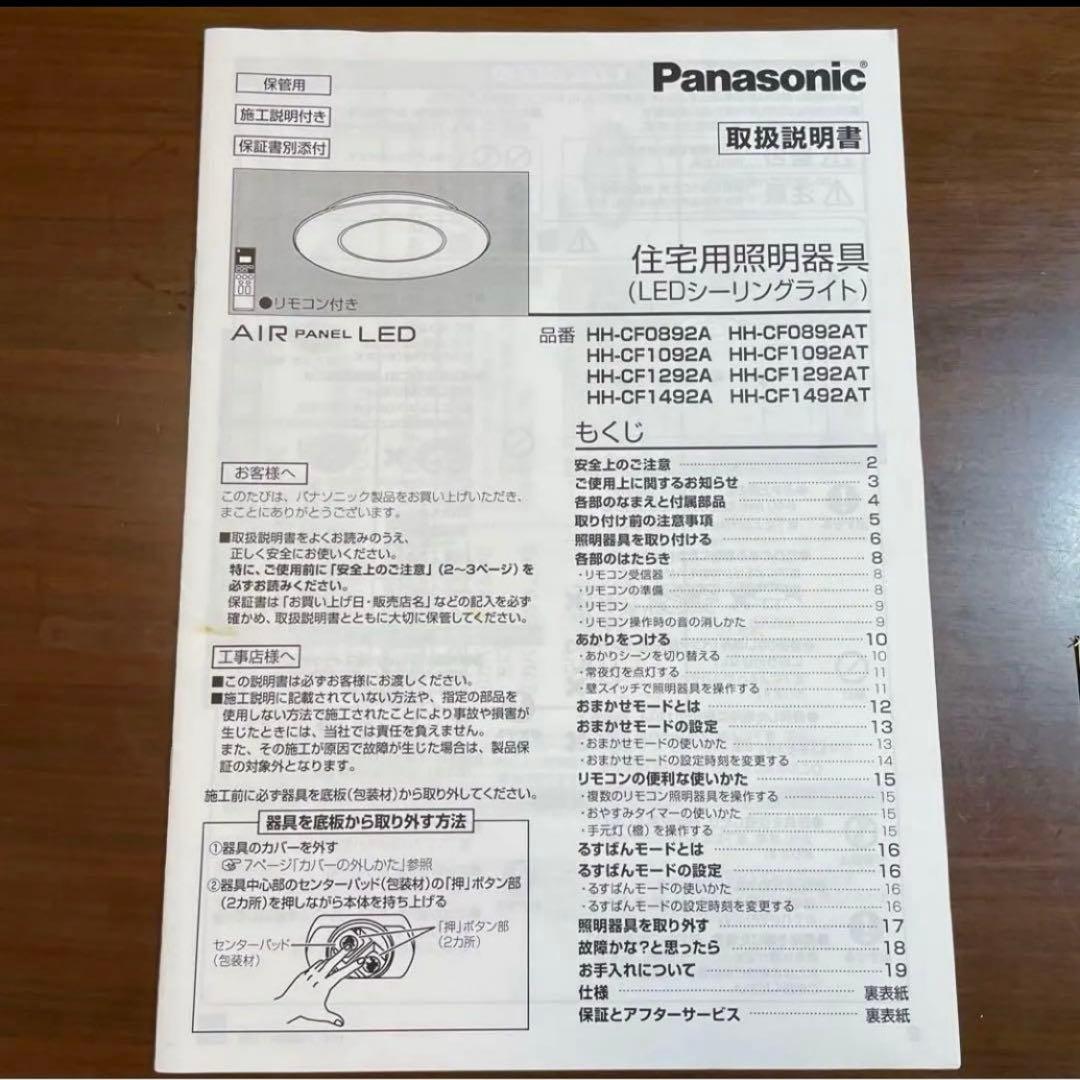 保管用
施工説明付き
保証書別添付
Panasonic®
取扱説明書
●リモコン付き
住宅用照明器具
(LEDシーリングライト)
AIR PANEL LED
品番 HH-CF0892A HH-CF0892AT
HH-CF1092A HH-CF1092AT
HH-CF1292A HH-CF1292AT
HH-CF1492A HH-CF1492AT
お客様へ
このたびは、パナソニック製品をお買い上げいただき、
まことにありがとうございます。
■取扱説明書をよくお読みのうえ、
正しく安全にお使いください。
特に、ご使用前に「安全上のご注意」(2〜3ページ)を
必ずお読みください。
保証書は「お買い上げ日・販売店名」などの記入を必ず
確かめ、取扱説明書とともに大切に保管してください。
工事店様へ
■この説明書は必ずお客様にお渡しください。
■施工説明に記載されていない方法や、指定の部品を
使用しない方法で施工されたことにより事故や損害が
生じたときには、当社では責任を負えません。
また、その施工が原因で故障が生じた場合は、製品保
証の対象外となります。
施工前に必ず器具を底板(包装材)から取り外してください。
器具を底板から取り外す方法
①器具のカバーを外す
☞7ページ「カバーの外しかた」参照
②器具中心部のセンターパッド(包装材)の「押」ボタン部
(2カ所)を押しながら本体を持ち上げる
センターパッド
(包装材)
「押」ボタン部
(2カ所)
もくじ
安全上のご注意 2
ご使用上に関するお知らせ 3
各部のなまえと付属部品 4
取り付け前の注意事項 5
照明器具を取り付ける 6
各部のはたらき 8
・リモコン受信器 8
・リモコンの準備 8
・リモコン 9
・リモコン操作時の音の消しかた 9
あかりをつける 10
・あかりシーンを切り替える 10
・常夜灯を点灯する 11
・壁スイッチで照明器具を操作する 11
おまかせモードとは 12
おまかせモードの設定 13
・おまかせモードの使いかた 13
・おまかせモードの設定時刻を変更する 14
リモコンの便利な使いかた 15
・複数のリモコン照明器具を操作する 15
・おやすみタイマーの使いかた 15
・手元灯(橙)を操作する 15
るすばんモードとは 16
るすばんモードの設定 16
・るすばんモードの使いかた 16
・るすばんモードの設定時刻を変更する 16
照明器具を取り外す 17
故障かな?と思ったら 18
お手入れについて 19
仕様 裏表紙
保証とアフターサービス 裏表紙